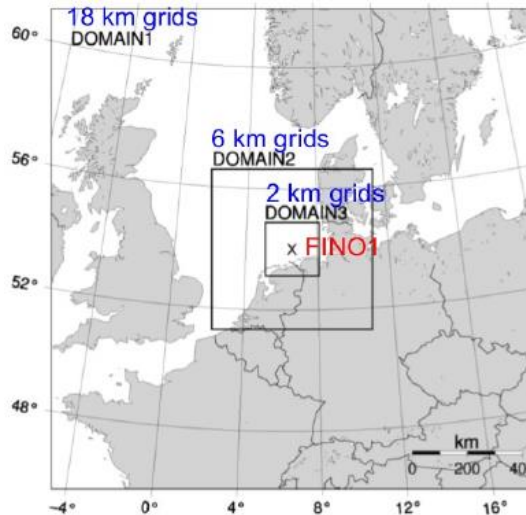 18 km grids
DOMAIN1
60°
6 km grids
56°
DOMAIN2
2 km grids
DOMAIN3
x FINO1
52°
48°
km
0 200 40
-4° 0° 4° 8° 12° 16°